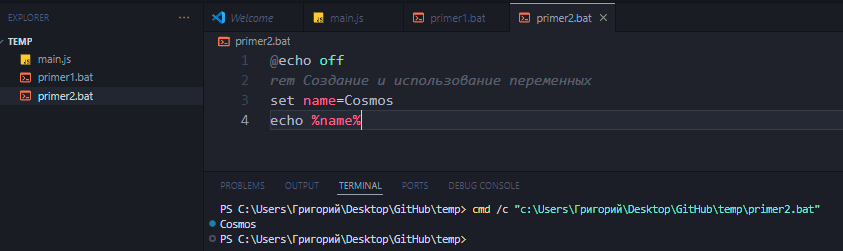 EXPLORER ...
Welcome main.js primer1.bat primer2.bat
TEMP
main.js
primer1.bat
primer2.bat
primer2.bat
1 @echo off
2 rem Создание и использование переменных
3 set name=Cosmos
4 echo %name%
PROBLEMS OUTPUT TERMINAL PORTS DEBUG CONSOLE
PS C:\Users\Григорий\Desktop\GitHub\temp> cmd /c "c:\Users\Григорий\Desktop\GitHub\temp\primer2.bat"
Cosmos
PS C:\Users\Григорий\Desktop\GitHub\temp>